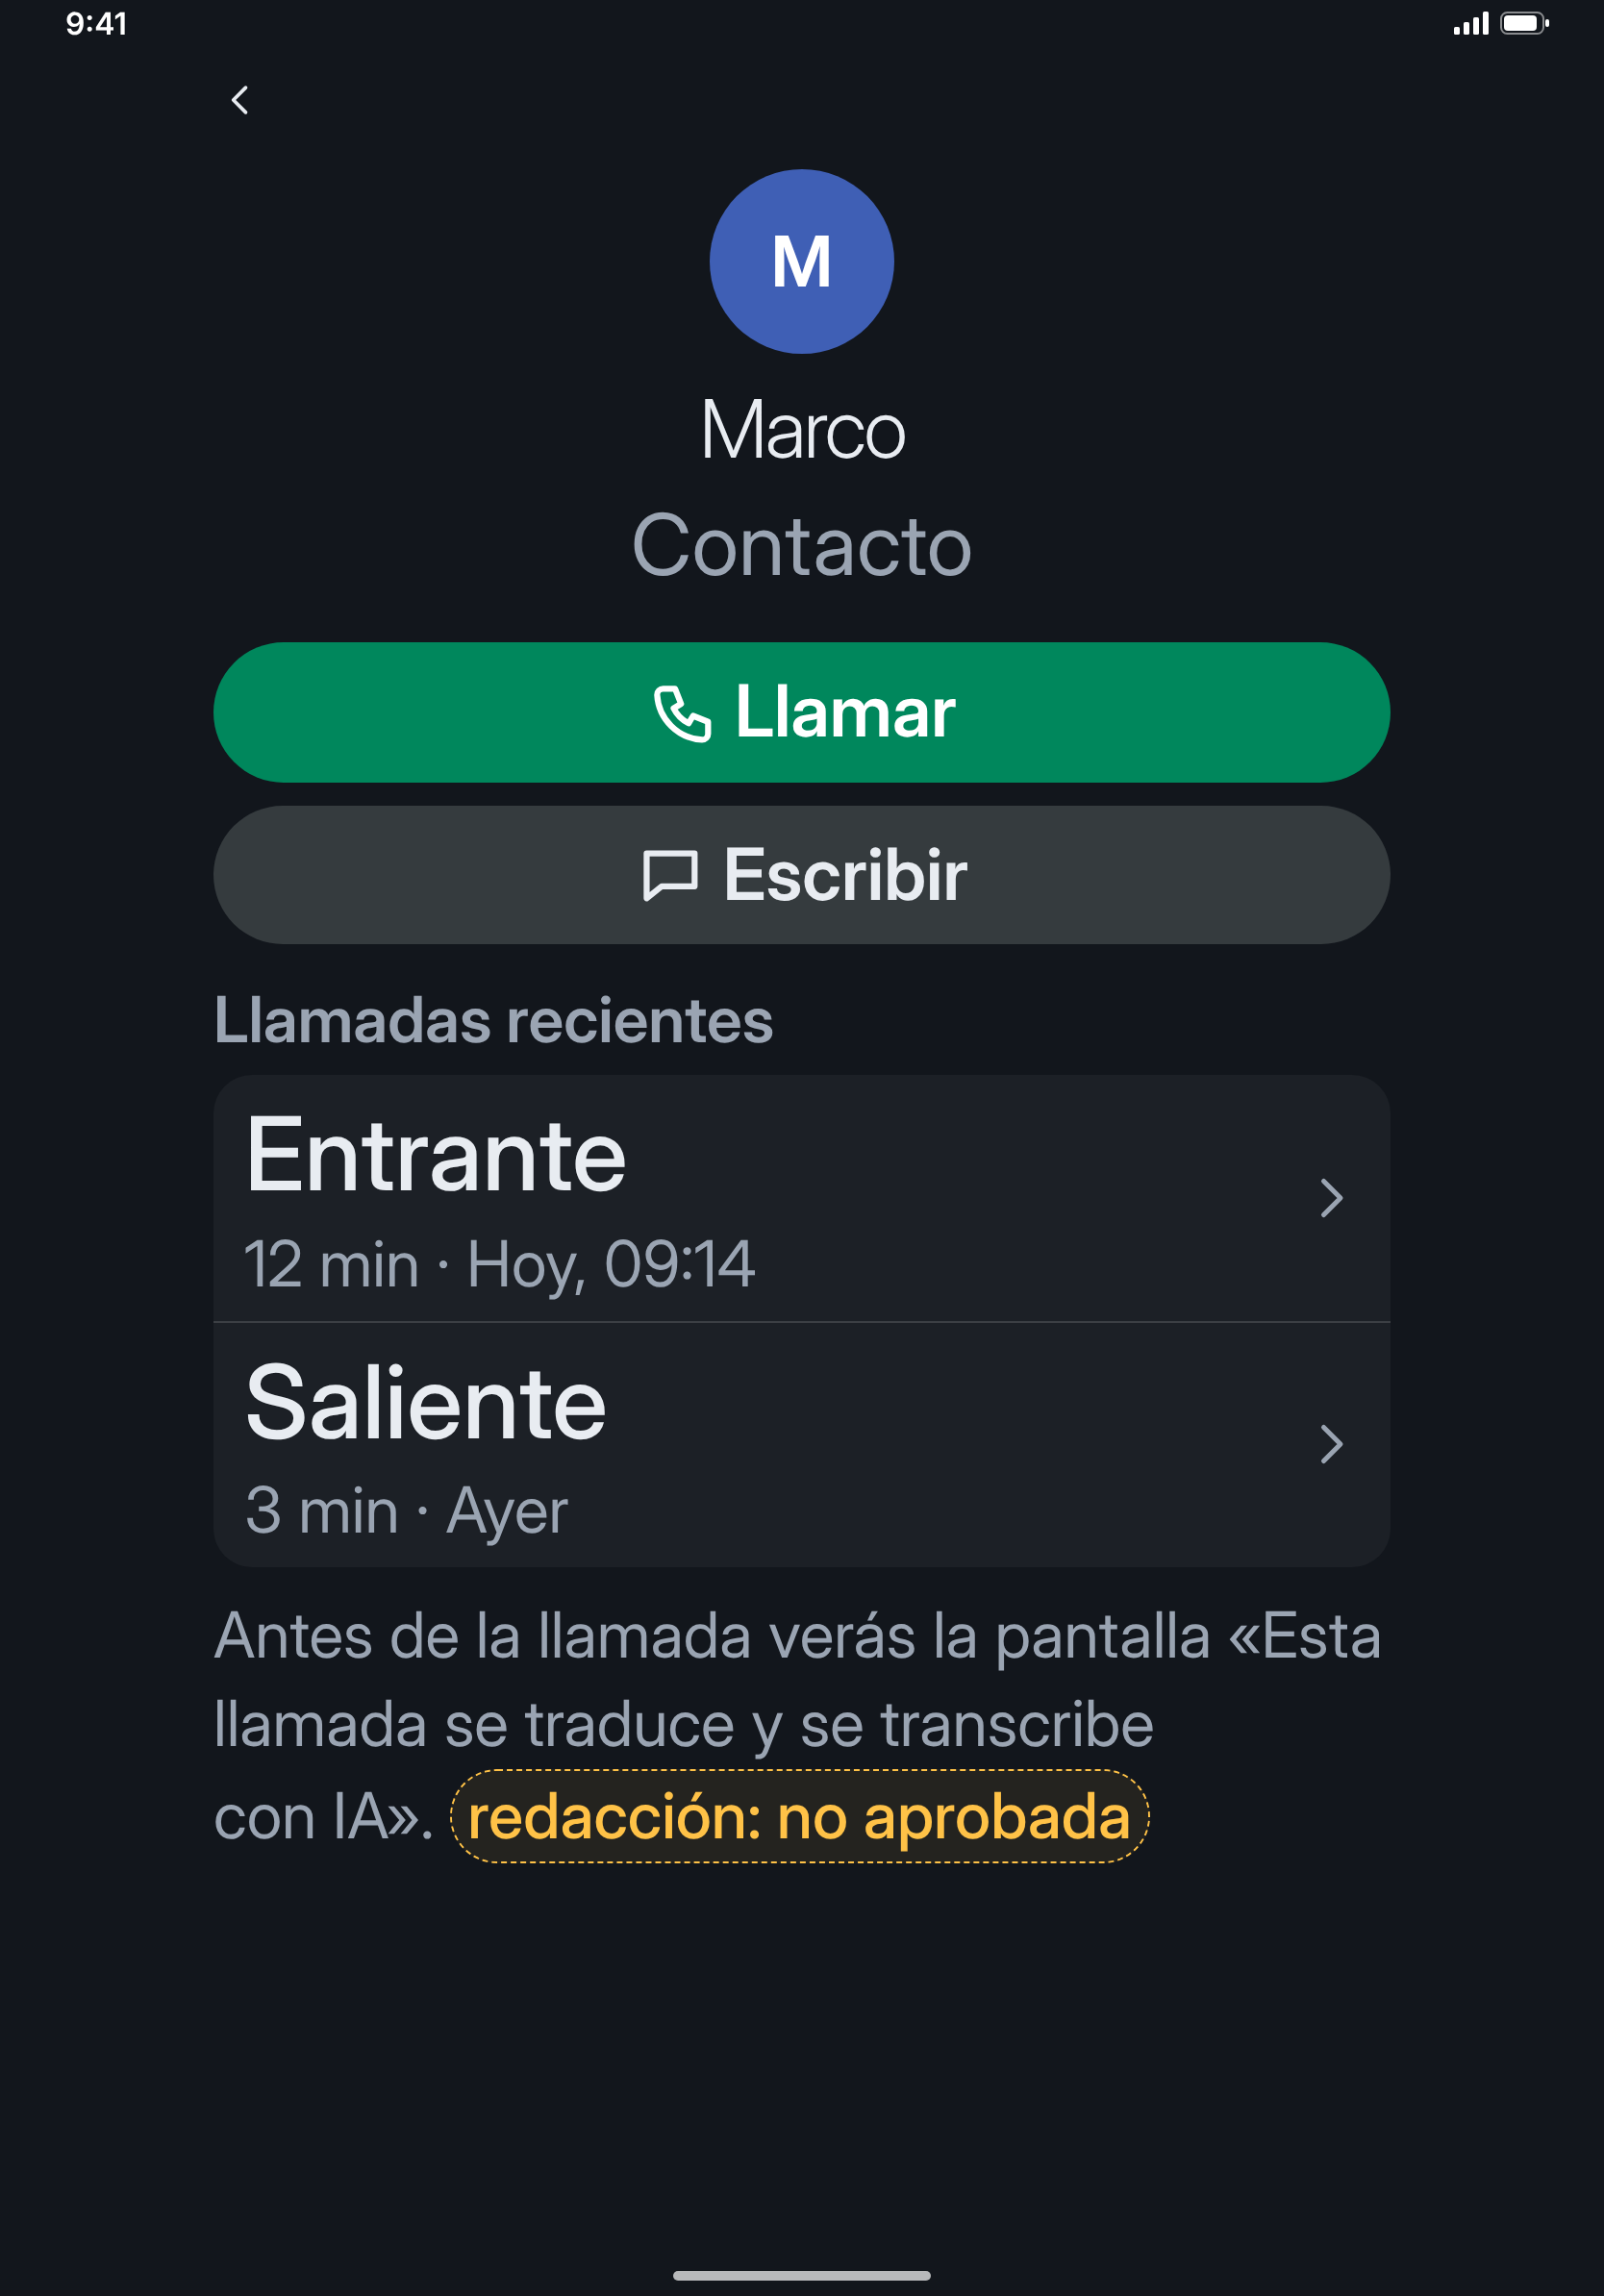 9:41
M
Marco
Contacto
Llamar
Escribir
Llamadas recientes
Entrante
12 min · Hoy, 09:14
Saliente
3 min · Ayer
Antes de la llamada verás la pantalla «Esta
llamada se traduce y se transcribe
con IA». redacción: no aprobada